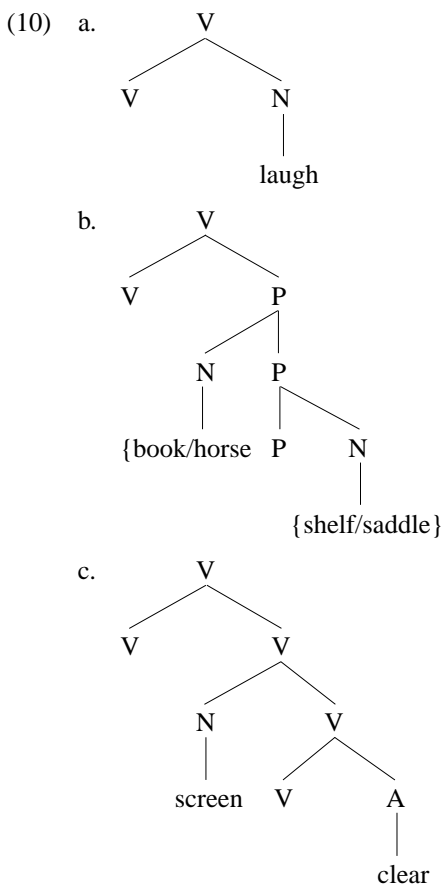 (10) a. V
V N
laugh
b. V
V P
N P
{book/horse P N
{shelf/saddle}
c. V
V V
N V
screen V A
clear